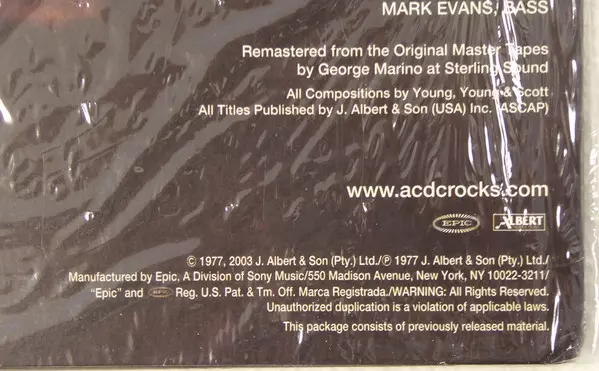 MARK EVANS, BASS
Remastered from the Original Master Tapes
by George Marino at Sterling Sound
All Compositions by Young, Young & Scott
All Titles Published by J. Albert & Son (USA) Inc. (ASCAP)
www.acdcrocks.com
EPIC ALBERT
© 1977, 2003 J. Albert & Son (Pty.) Ltd./℗ 1977 J. Albert & Son (Pty.) Ltd./
Manufactured by Epic, A Division of Sony Music/550 Madison Avenue, New York, NY 10022-3211/
"Epic" and EPIC Reg. U.S. Pat. & Tm. Off. Marca Registrada./WARNING: All Rights Reserved.
Unauthorized duplication is a violation of applicable laws.
This package consists of previously released material.